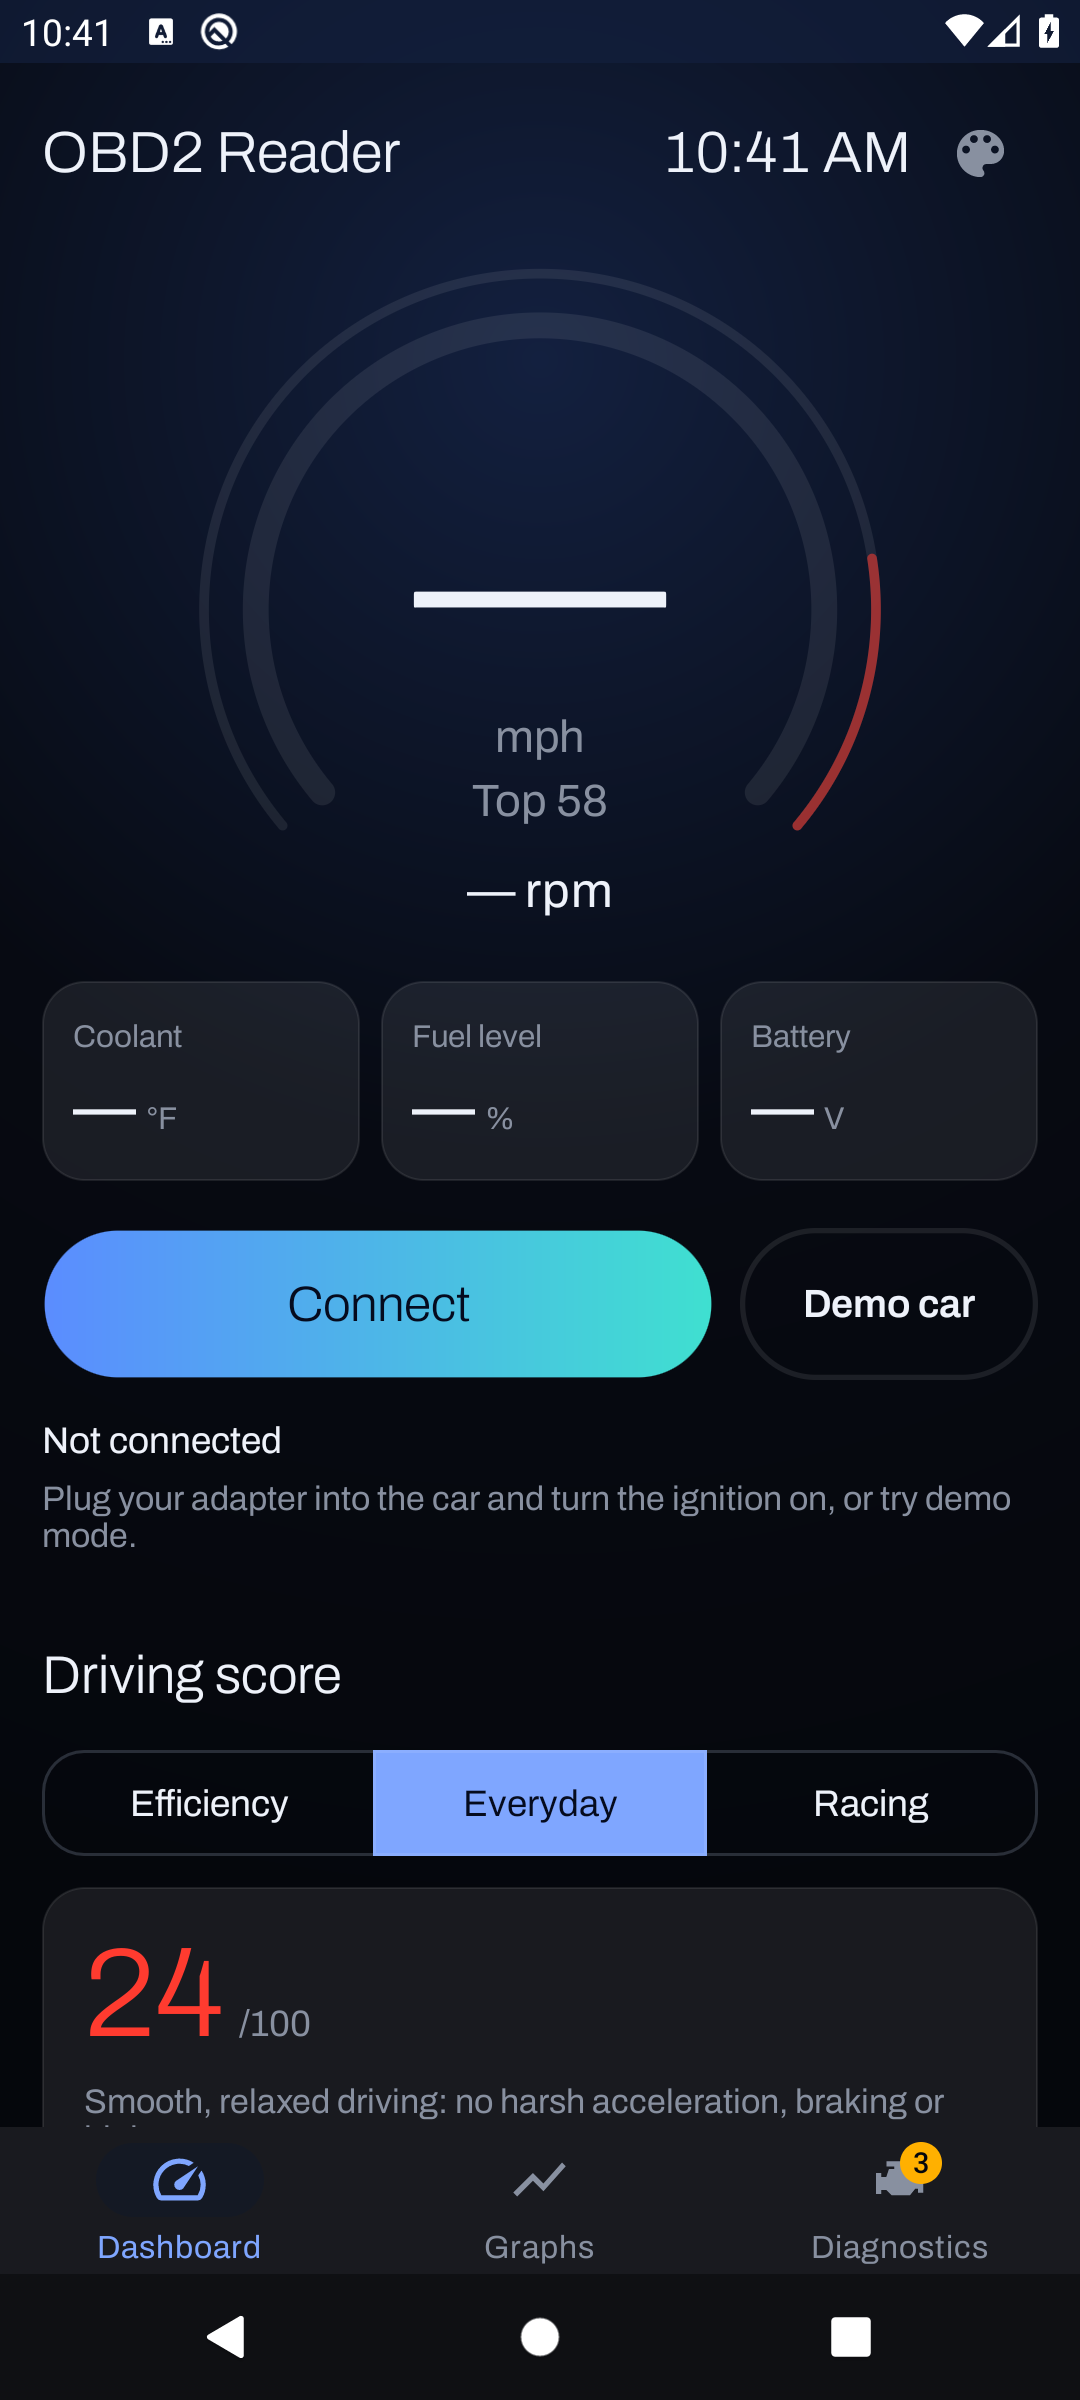 10:41
OBD2 Reader
10:41 AM
—
mph
Top 58
— rpm
Coolant
— °F
Fuel level
— %
Battery
— V
Connect
Demo car
Not connected
Plug your adapter into the car and turn the ignition on, or try demo
mode.
Driving score
Efficiency
Everyday
Racing
24 /100
Smooth, relaxed driving: no harsh acceleration, braking or
3
Dashboard
Graphs
Diagnostics